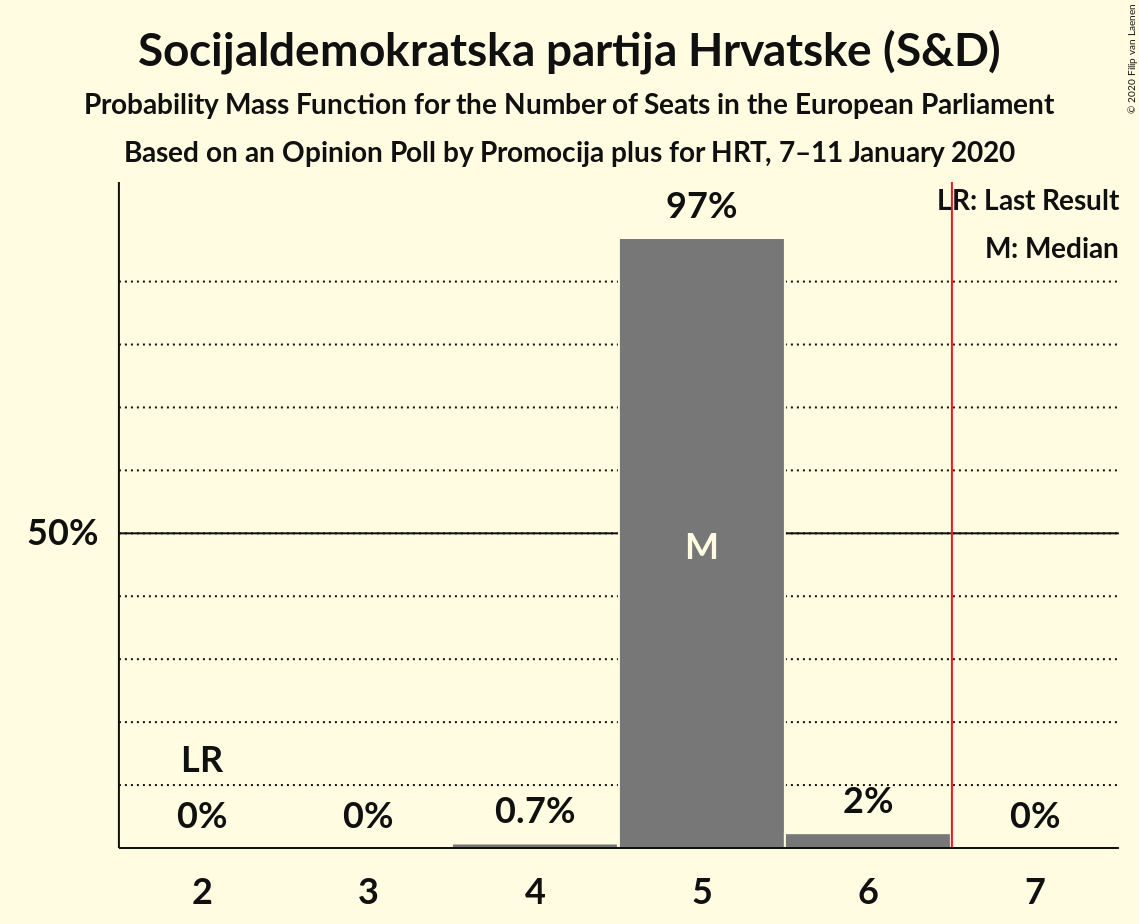 Socijaldemokratska partija Hrvatske (S&D)
Probability Mass Function for the Number of Seats in the European Parliament
Based on an Opinion Poll by Promocija plus for HRT, 7–11 January 2020
© 2020 Filip van Laenen
LR: Last Result
M: Median
97%
50%
M
LR
0%
0%
0.7%
2%
0%
2
3
4
5
6
7